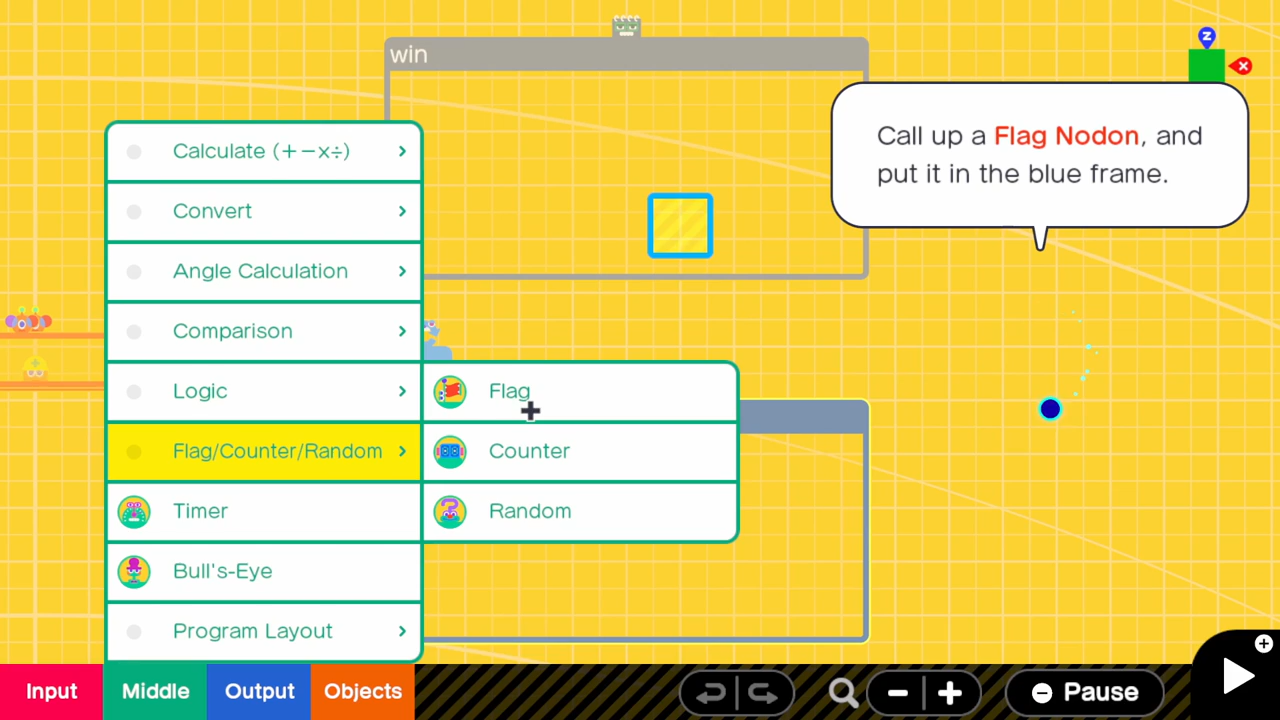 win
Call up a Flag Nodon, and
put it in the blue frame.
Calculate (+−×÷)
Convert
Angle Calculation
Comparison
Logic
Flag/Counter/Random
Timer
Bull's-Eye
Program Layout
Flag
Counter
Random
Z
X
Input
Middle
Output
Objects
Pause